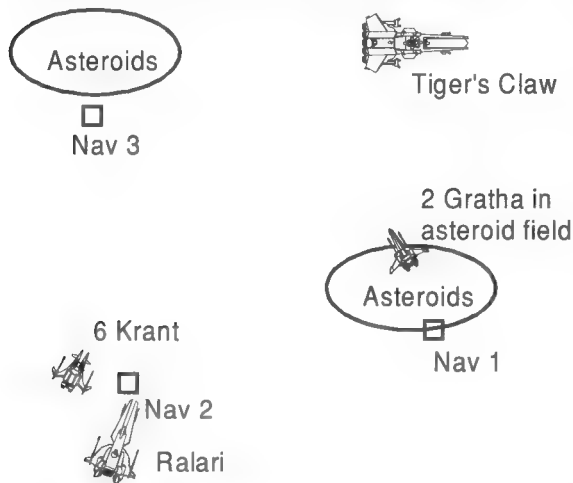 Asteroids
Nav 3
Tiger's Claw
2 Gratha in
asteroid field
Asteroids
Nav 1
6 Krant
Nav 2
Ralari